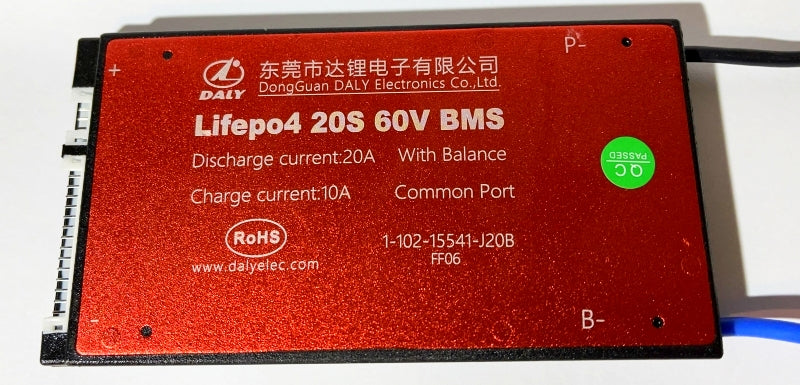 +
P-
DALY
东莞市达锂电子有限公司
DongGuan DALY Electronics Co.,Ltd.
Lifepo4 20S 60V BMS
Discharge current:20A With Balance
QC
PASSED
Charge current:10A Common Port
RoHS
1-102-15541-J20B
FF06
www.dalyelec.com
-
B-